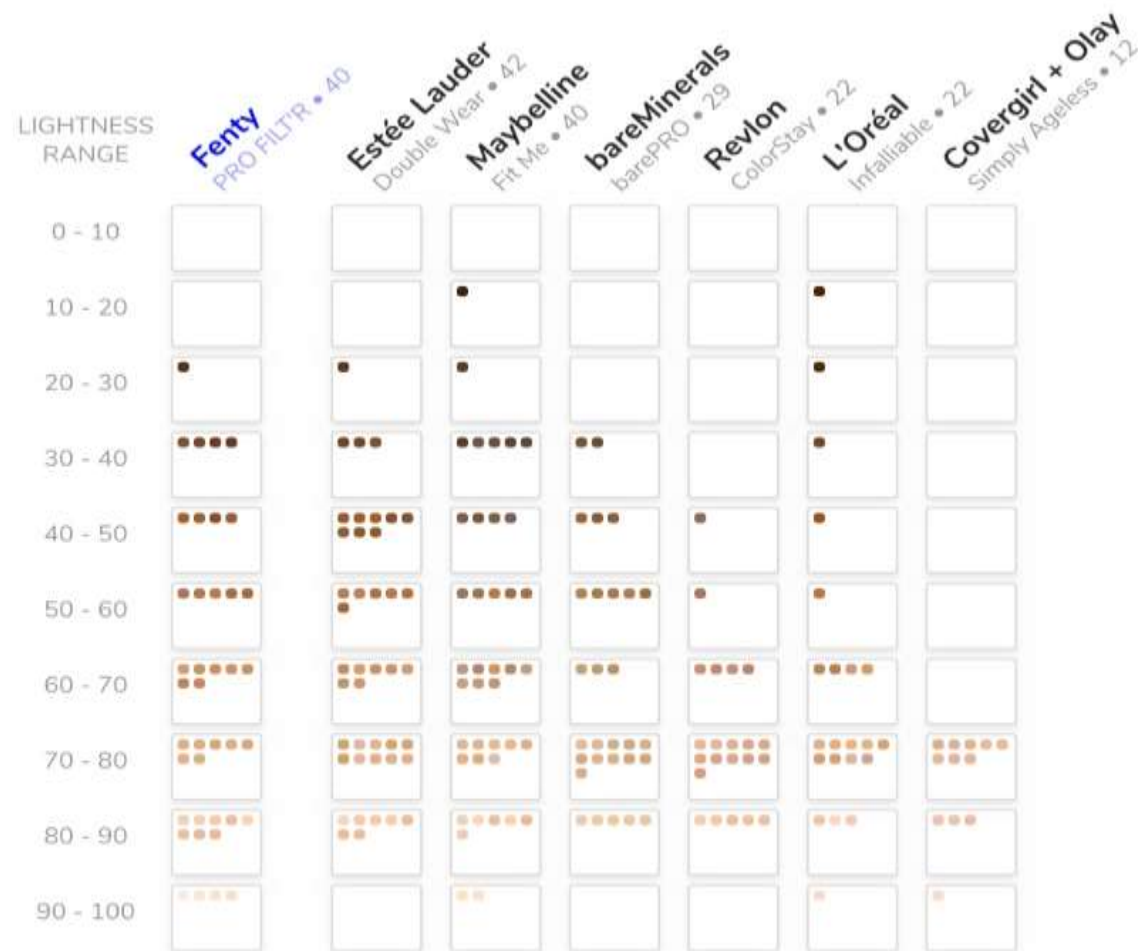 LIGHTNESS
RANGE
Fenty
PRO FILT'R • 40
Estée Lauder
Double Wear • 42
Maybelline
Fit Me • 40
bareMinerals
barePRO • 29
Revlon
ColorStay • 22
L'Oréal
Infalliable • 22
Covergirl + Olay
Simply Ageless • 12
0 - 10
10 - 20
20 - 30
30 - 40
40 - 50
50 - 60
60 - 70
70 - 80
80 - 90
90 - 100